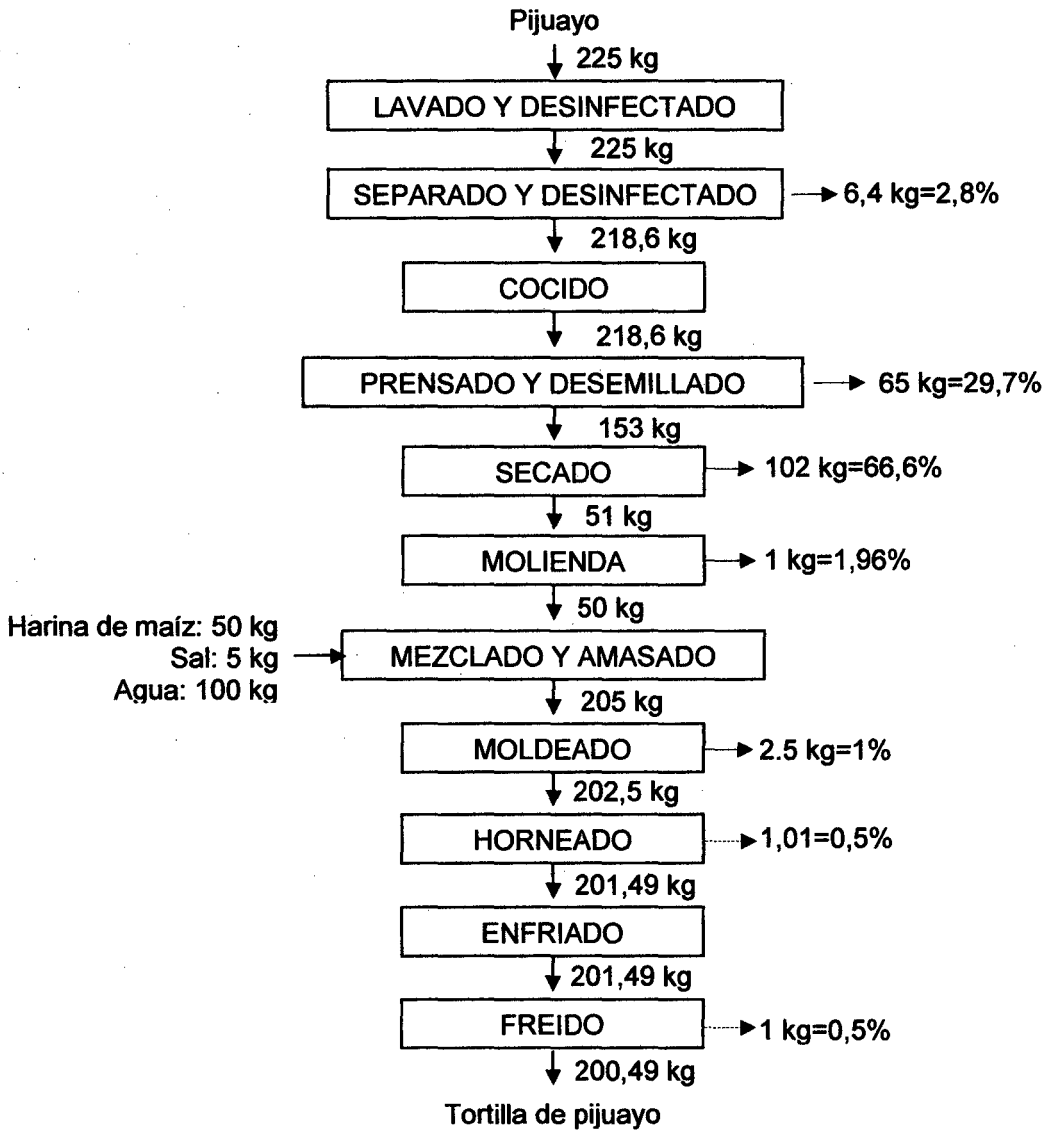 Pijuayo
225 kg
LAVADO Y DESINFECTADO
225 kg
SEPARADO Y DESINFECTADO
6,4 kg=2,8%
218,6 kg
COCIDO
218,6 kg
PRENSADO Y DESEMILLADO
65 kg=29,7%
153 kg
SECADO
102 kg=66,6%
51 kg
MOLIENDA
1 kg=1,96%
50 kg
Harina de maíz: 50 kg
Sal: 5 kg
Agua: 100 kg
MEZCLADO Y AMASADO
205 kg
MOLDEADO
2.5 kg=1%
202,5 kg
HORNEADO
1,01=0,5%
201,49 kg
ENFRIADO
201,49 kg
FREIDO
1 kg=0,5%
200,49 kg
Tortilla de pijuayo